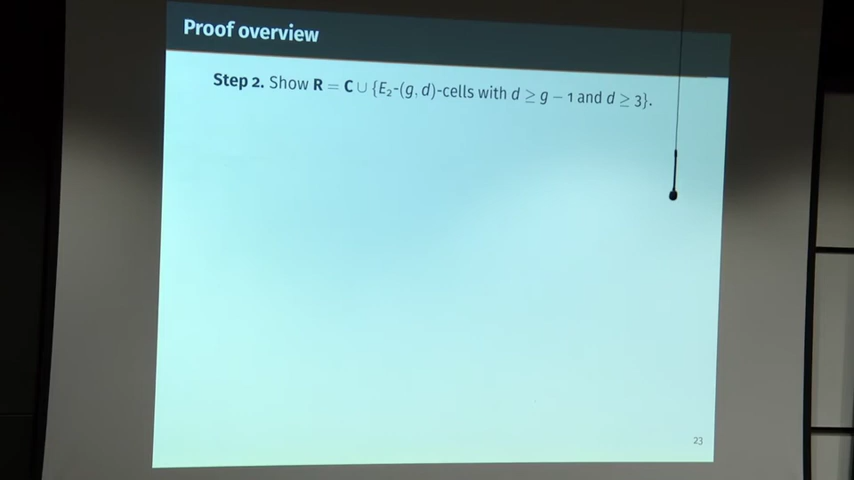 Proof overview
Step 2. Show R = C ∪ {E₂-(g, d)-cells with d ≥ g − 1 and d ≥ 3}.
23